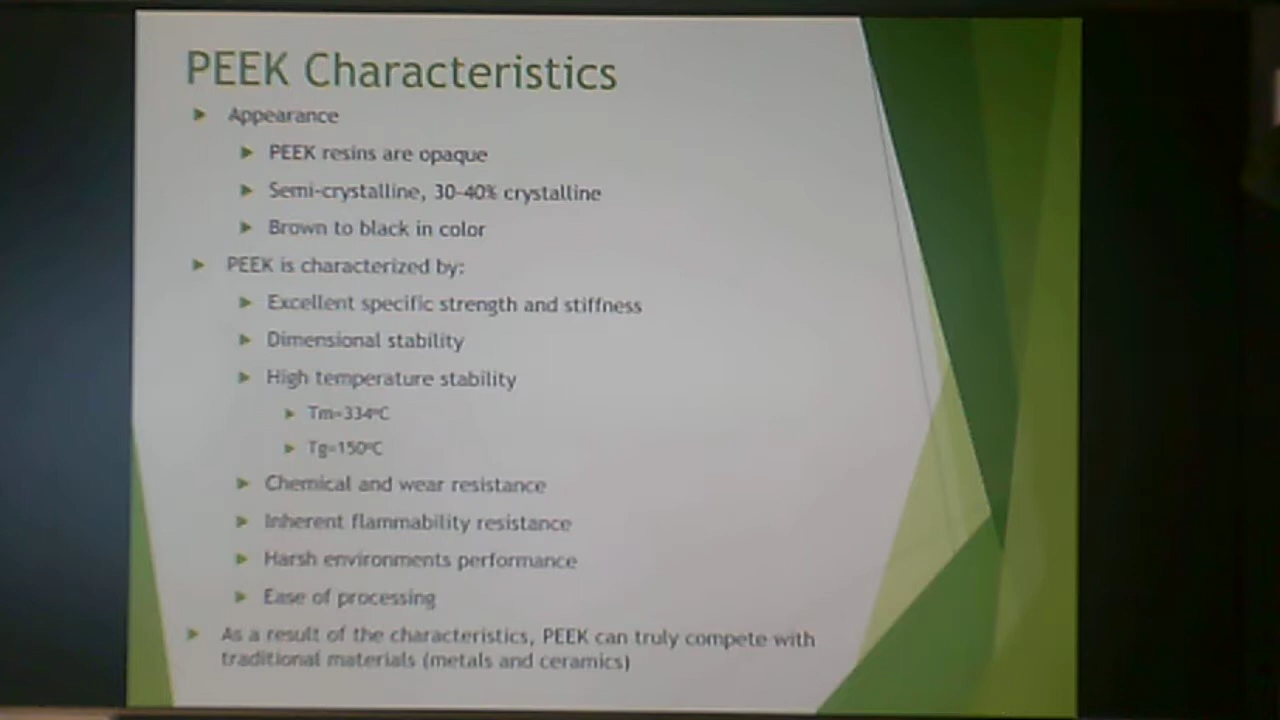 PEEK Characteristics
Appearance
PEEK resins are opaque
Semi-crystalline, 30-40% crystalline
Brown to black in color
PEEK is characterized by:
Excellent specific strength and stiffness
Dimensional stability
High temperature stability
Tm=334ºC
Tg=150ºC
Chemical and wear resistance
Inherent flammability resistance
Harsh environments performance
Ease of processing
As a result of the characteristics, PEEK can truly compete with
traditional materials (metals and ceramics)